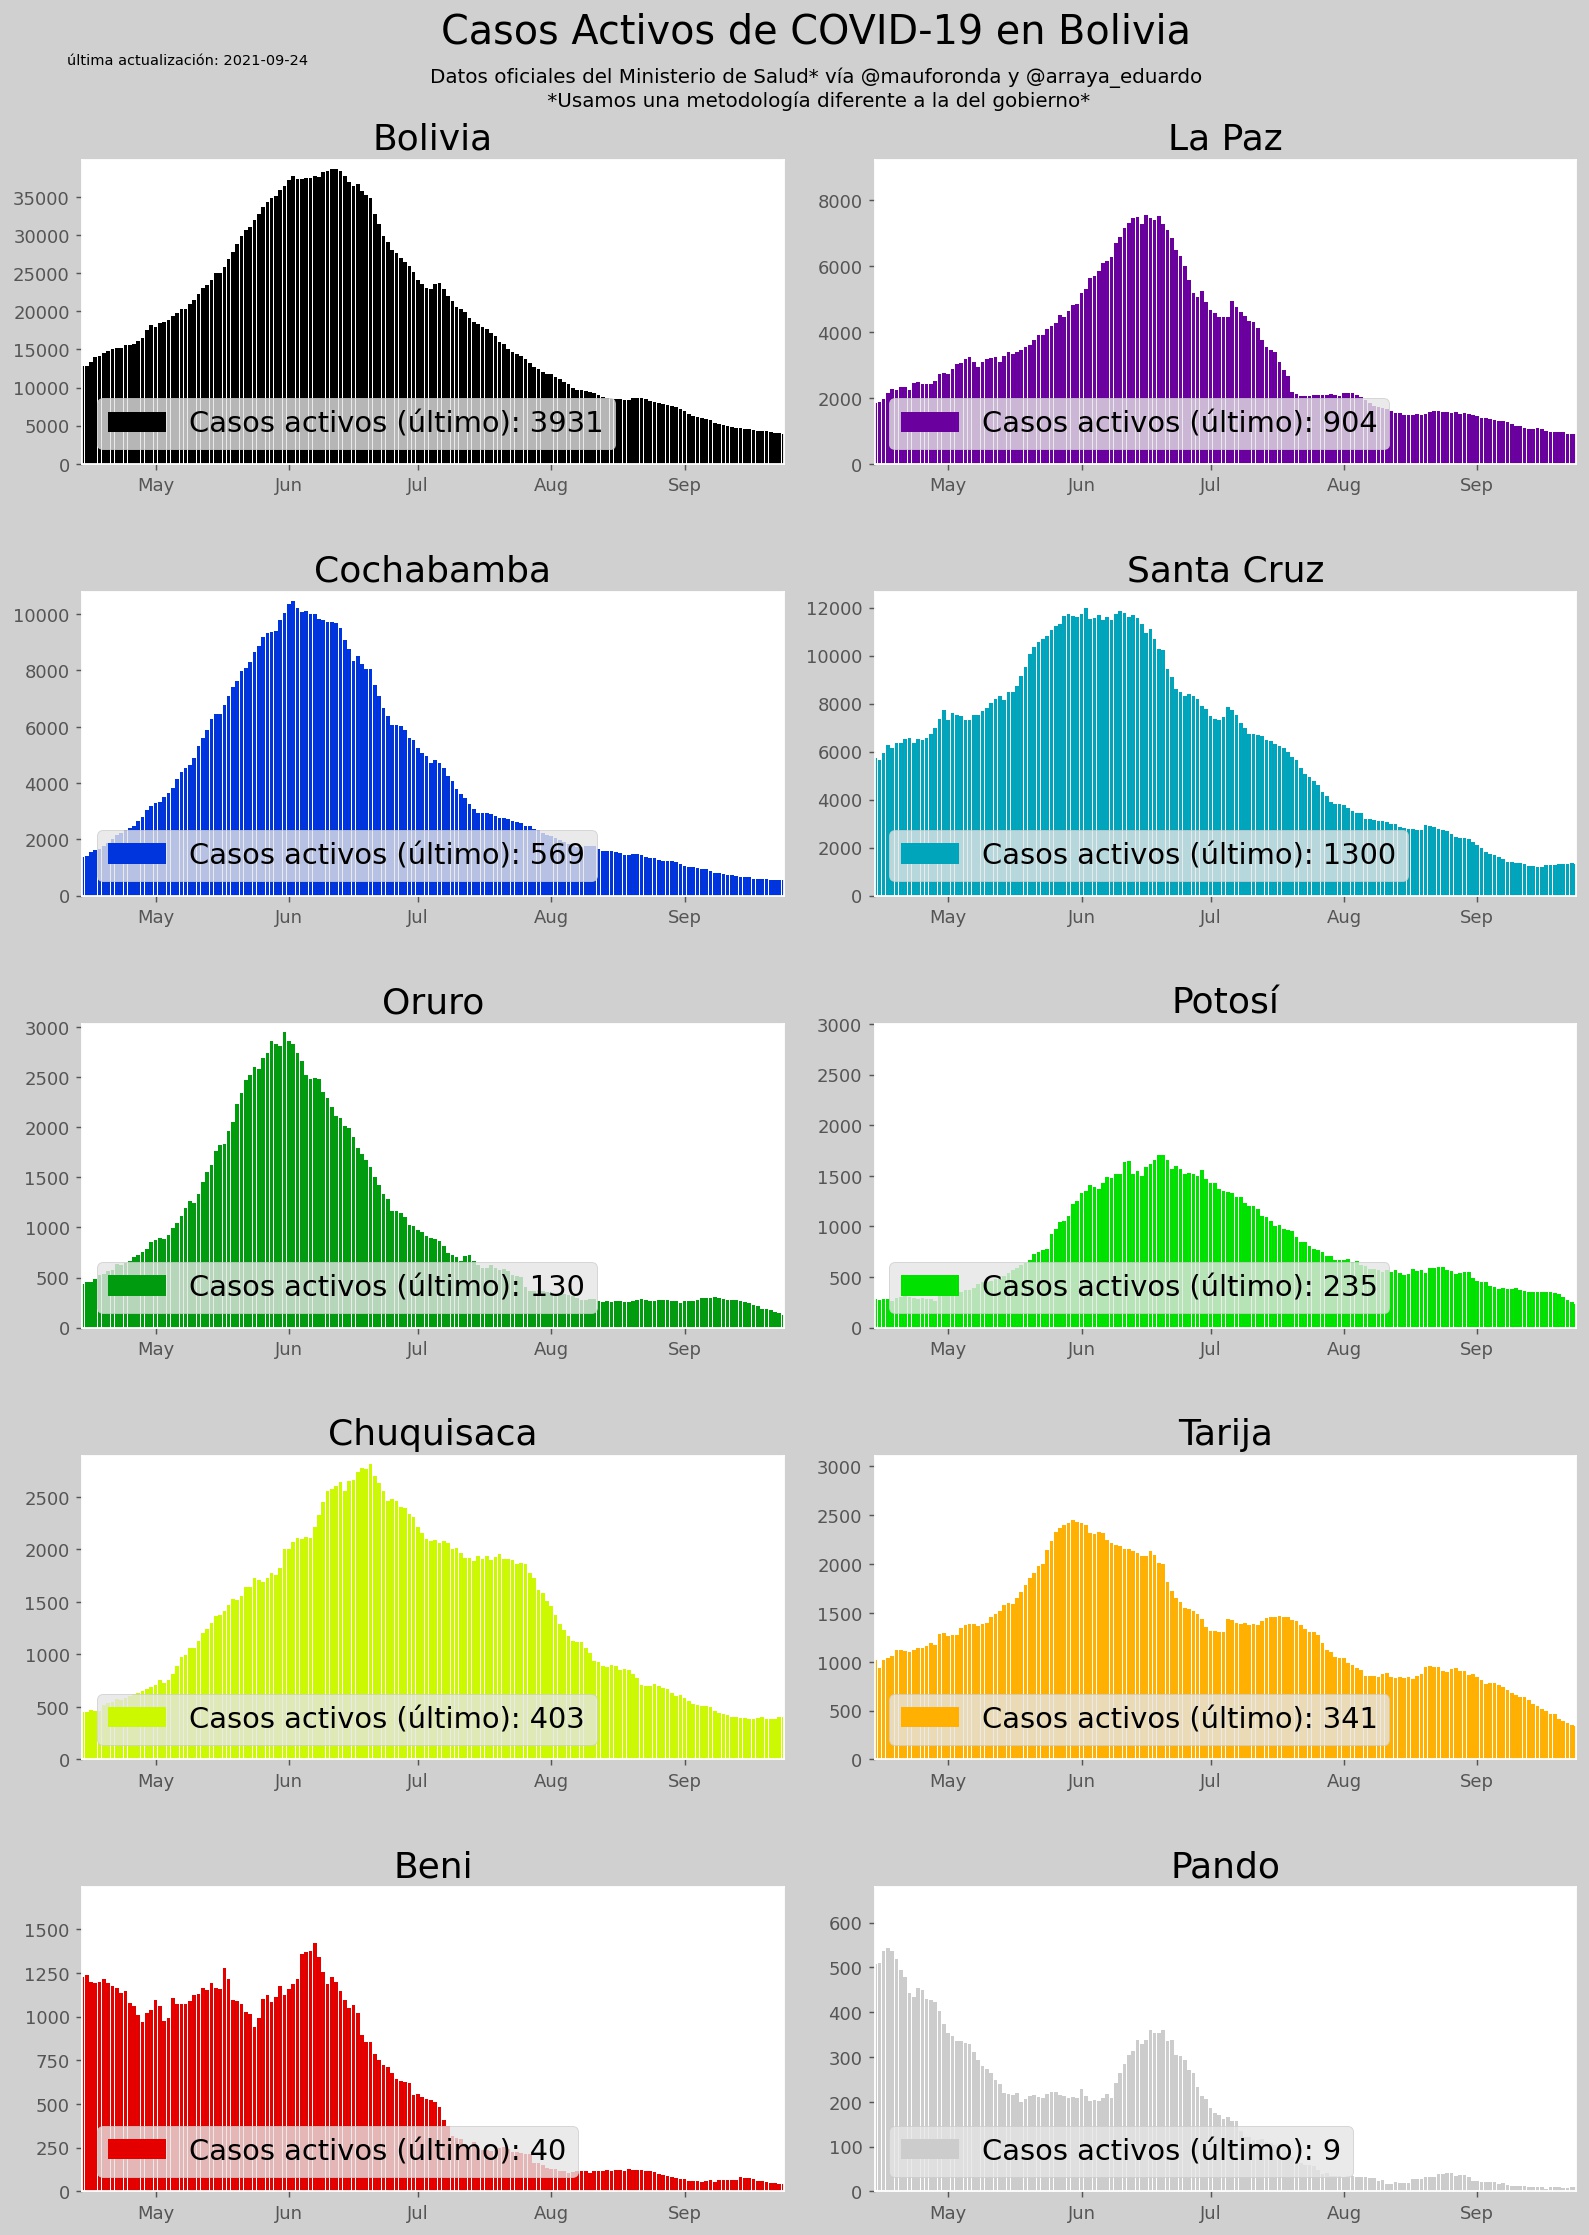 Casos Activos de COVID-19 en Bolivia
última actualización: 2021-09-24
Datos oficiales del Ministerio de Salud* vía @mauforonda y @arraya_eduardo
*Usamos una metodología diferente a la del gobierno*
Bolivia
35000
30000
25000
20000
15000
10000
5000
0
Casos activos (último): 3931
May Jun Jul Aug Sep
La Paz
8000
6000
4000
2000
0
Casos activos (último): 904
May Jun Jul Aug Sep
Cochabamba
10000
8000
6000
4000
2000
0
Casos activos (último): 569
May Jun Jul Aug Sep
Santa Cruz
12000
10000
8000
6000
4000
2000
0
Casos activos (último): 1300
May Jun Jul Aug Sep
Oruro
3000
2500
2000
1500
1000
500
0
Casos activos (último): 130
May Jun Jul Aug Sep
Potosí
3000
2500
2000
1500
1000
500
0
Casos activos (último): 235
May Jun Jul Aug Sep
Chuquisaca
2500
2000
1500
1000
500
0
Casos activos (último): 403
May Jun Jul Aug Sep
Tarija
3000
2500
2000
1500
1000
500
0
Casos activos (último): 341
May Jun Jul Aug Sep
Beni
1500
1250
1000
750
500
250
0
Casos activos (último): 40
May Jun Jul Aug Sep
Pando
600
500
400
300
200
100
0
Casos activos (último): 9
May Jun Jul Aug Sep